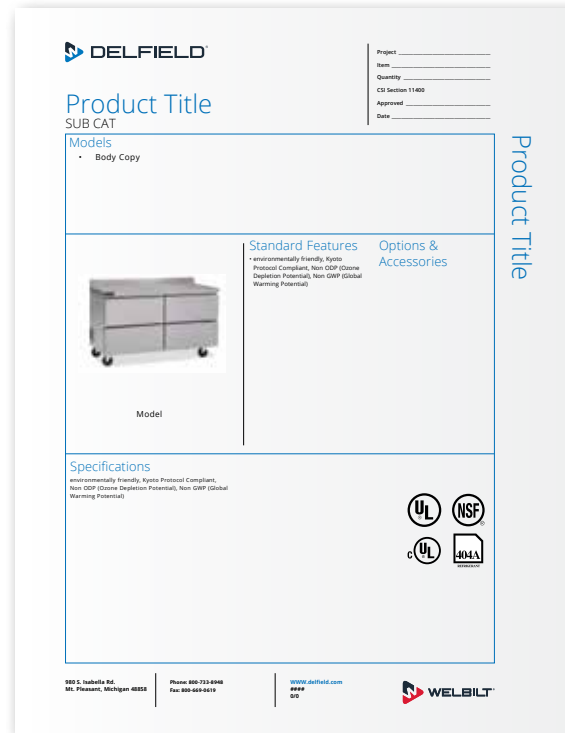 DELFIELD
Project
Item
Quantity
CSI Section 11400
Approved
Date
Product Title
SUB CAT
Product Title
Models
• Body Copy
Standard Features
• environmentally friendly, Kyoto
Protocol Compliant, Non ODP (Ozone
Depletion Potential), Non GWP (Global
Warming Potential)
Options &
Accessories
Model
Specifications
environmentally friendly, Kyoto Protocol Compliant,
Non ODP (Ozone Depletion Potential), Non GWP (Global
Warming Potential)
UL
NSF
®
C UL
404A
REFRIGERANT
980 S. Isabella Rd.
Mt. Pleasant, Michigan 48858
Phone: 800-733-8948
Fax: 800-669-0619
WWW.delfield.com
####
0/0
WELBILT